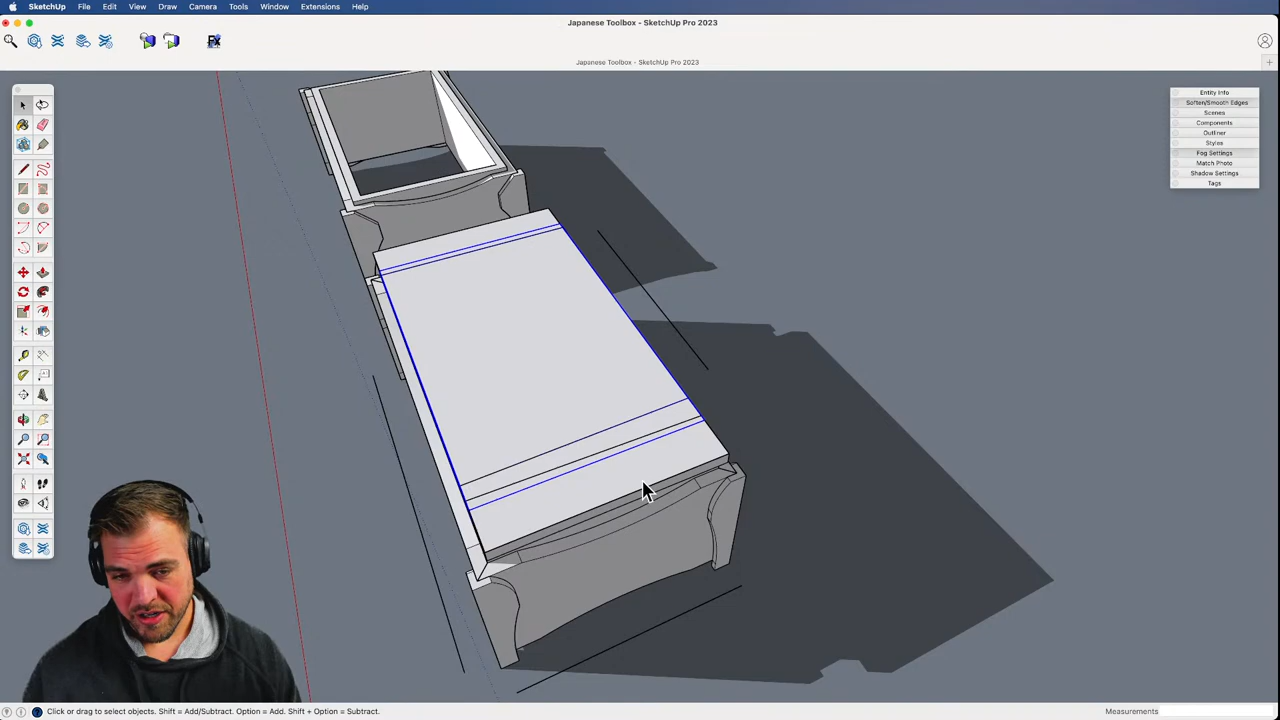 SketchUp File Edit View Draw Camera Tools Window Extensions Help
Japanese Toolbox - SketchUp Pro 2023
Japanese Toolbox - SketchUp Pro 2023
Entity Info
Soften/Smooth Edges
Scenes
Components
Outliner
Styles
Fog Settings
Match Photo
Shadow Settings
Tags
Click or drag to select objects. Shift = Add/Subtract. Option = Add. Shift + Option = Subtract.
Measurements